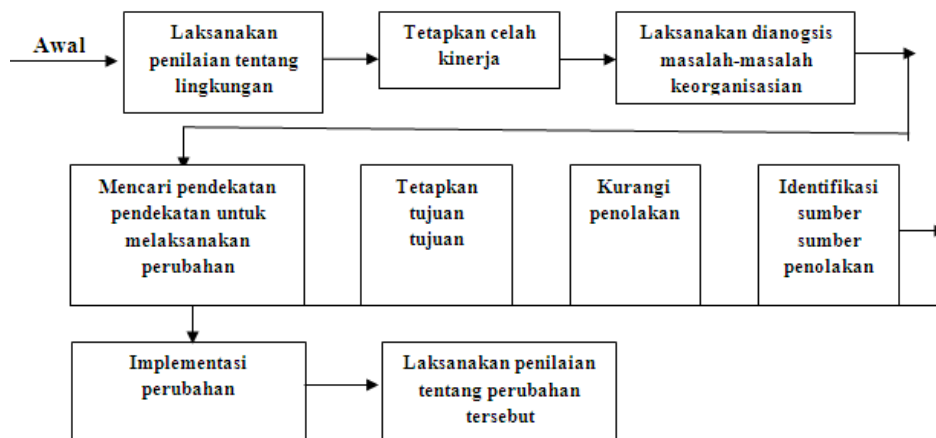 Awal
Laksanakan
penilaian tentang
lingkungan
Tetapkan celah
kinerja
Laksanakan dianogsis
masalah-masalah
keorganisasian
Mencari pendekatan
pendekatan untuk
melaksanakan
perubahan
Tetapkan
tujuan
tujuan
Kurangi
penolakan
Identifikasi
sumber
sumber
penolakan
Implementasi
perubahan
Laksanakan penilaian
tentang perubahan
tersebut